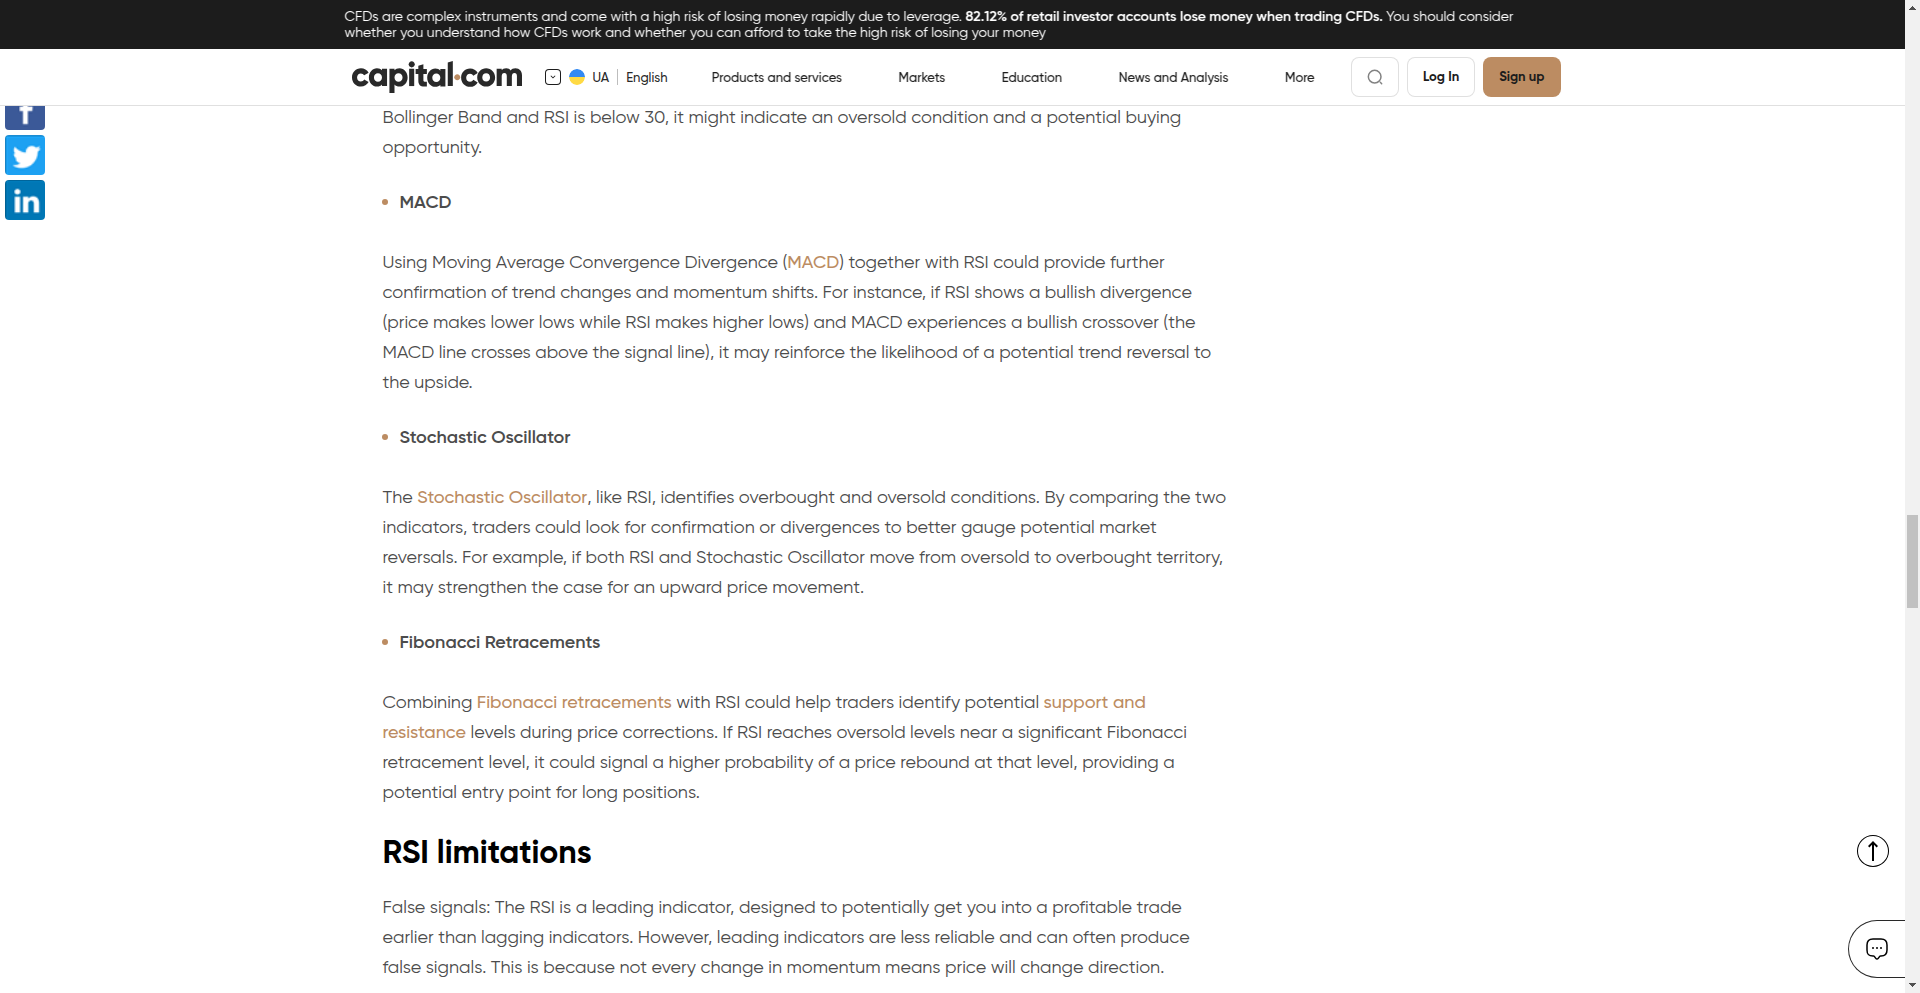 CFDs are complex instruments and come with a high risk of losing money rapidly due to leverage. 82.12% of retail investor accounts lose money when trading CFDs. You should consider
whether you understand how CFDs work and whether you can afford to take the high risk of losing your money
capital.com UA English Products and services Markets Education News and Analysis More Log In Sign up
Bollinger Band and RSI is below 30, it might indicate an oversold condition and a potential buying
opportunity.
MACD
Using Moving Average Convergence Divergence (MACD) together with RSI could provide further
confirmation of trend changes and momentum shifts. For instance, if RSI shows a bullish divergence
(price makes lower lows while RSI makes higher lows) and MACD experiences a bullish crossover (the
MACD line crosses above the signal line), it may reinforce the likelihood of a potential trend reversal to
the upside.
Stochastic Oscillator
The Stochastic Oscillator, like RSI, identifies overbought and oversold conditions. By comparing the two
indicators, traders could look for confirmation or divergences to better gauge potential market
reversals. For example, if both RSI and Stochastic Oscillator move from oversold to overbought territory,
it may strengthen the case for an upward price movement.
Fibonacci Retracements
Combining Fibonacci retracements with RSI could help traders identify potential support and
resistance levels during price corrections. If RSI reaches oversold levels near a significant Fibonacci
retracement level, it could signal a higher probability of a price rebound at that level, providing a
potential entry point for long positions.
RSI limitations
False signals: The RSI is a leading indicator, designed to potentially get you into a profitable trade
earlier than lagging indicators. However, leading indicators are less reliable and can often produce
false signals. This is because not every change in momentum means price will change direction.